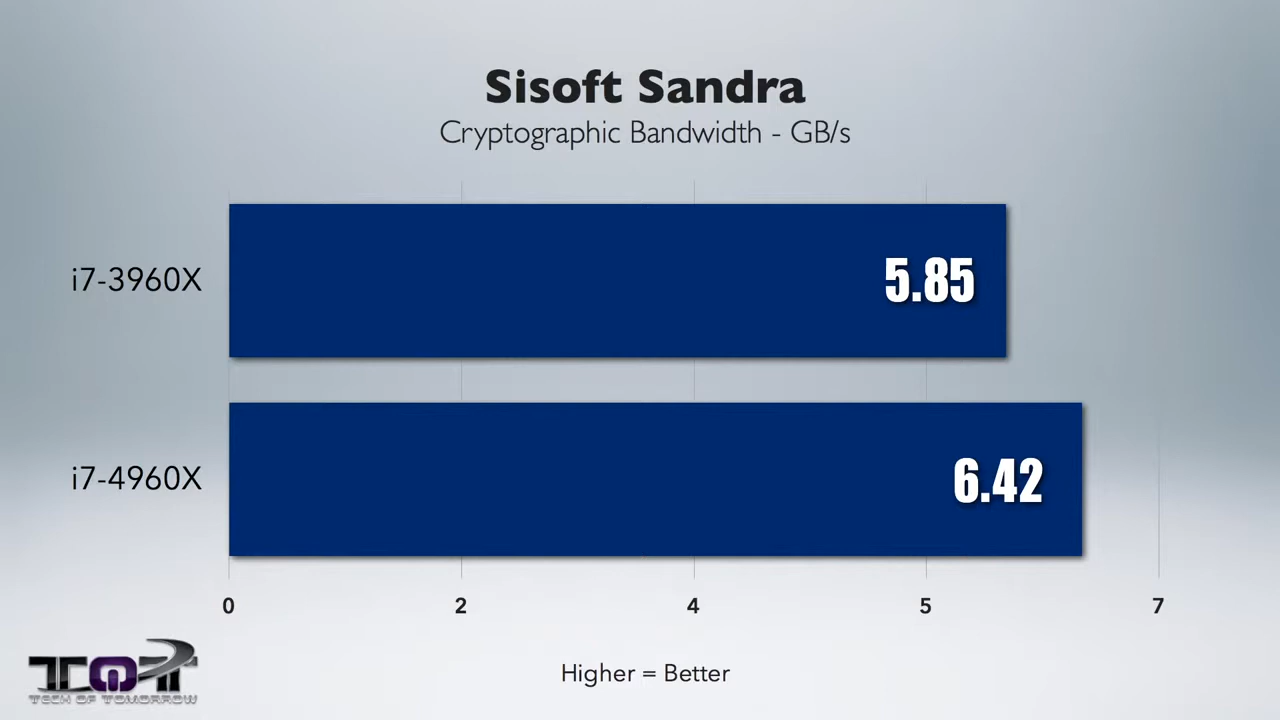 Sisoft Sandra
Cryptographic Bandwidth - GB/s
i7-3960X
5.85
i7-4960X
6.42
0 2 4 5 7
Higher = Better
TOT
TECH OF TOMORROW